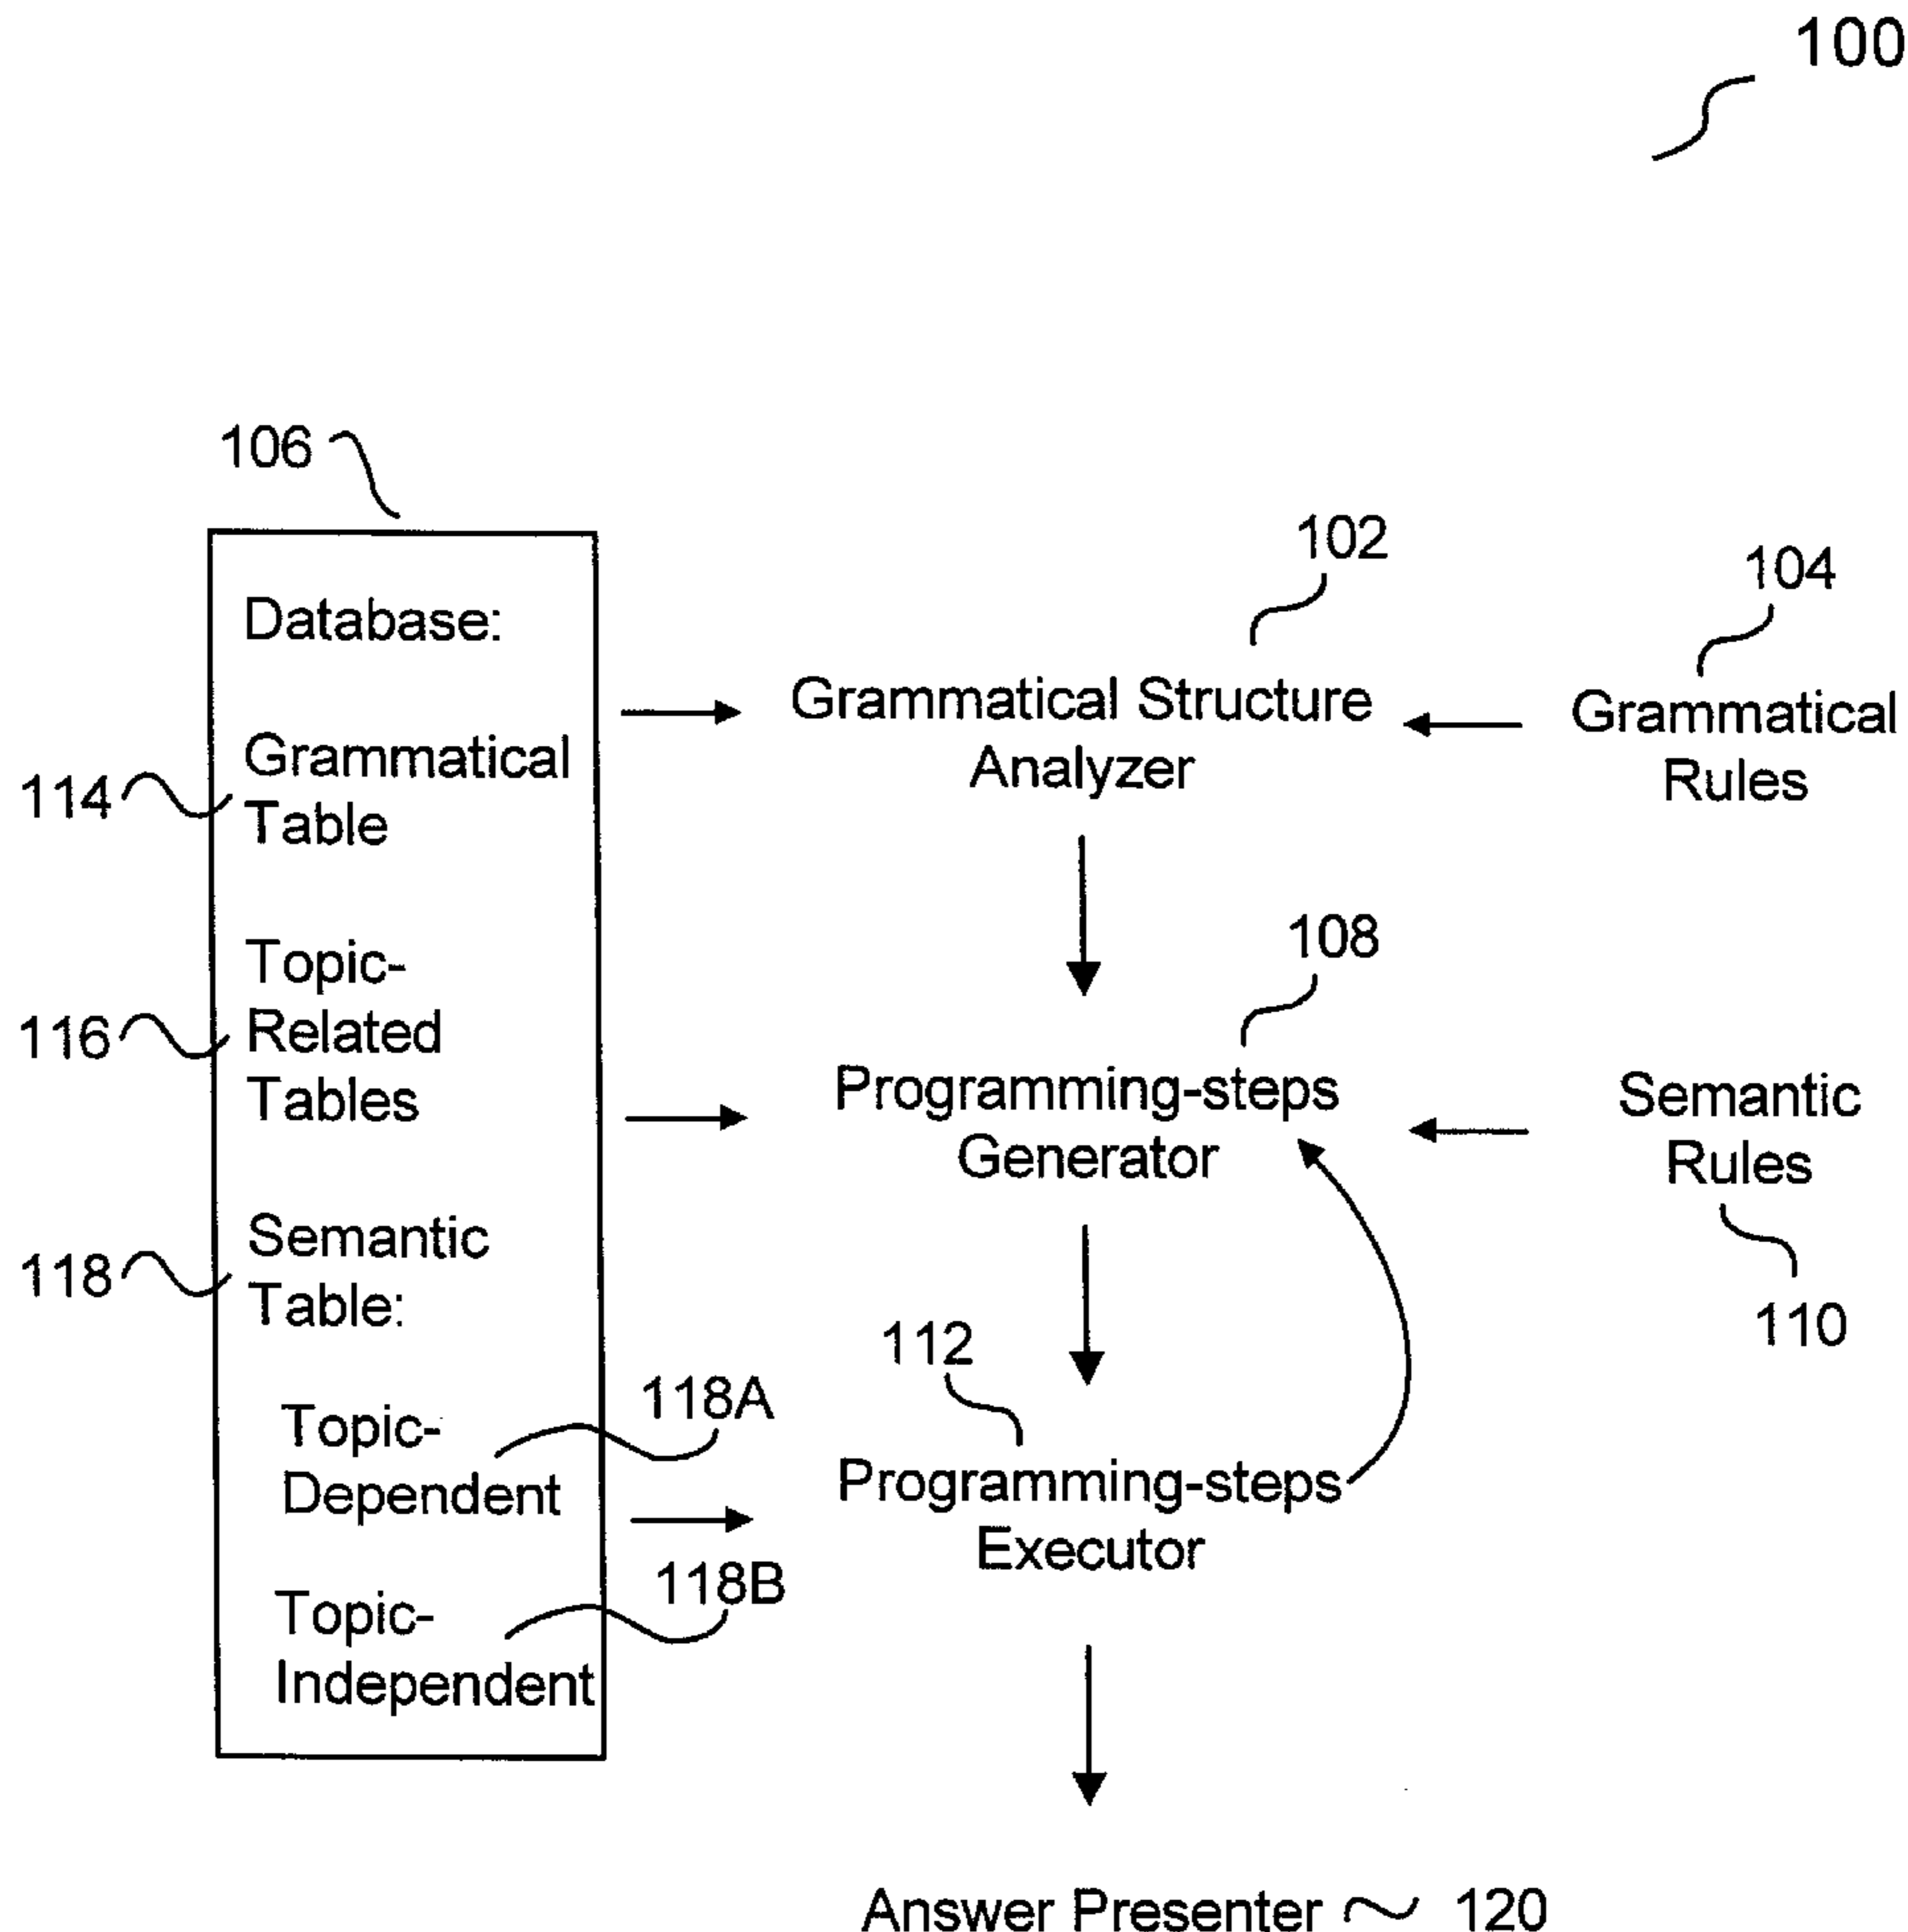 100
106
102
104
Database:
Grammatical Structure
Analyzer
Grammatical
Rules
Grammatical
Table
114
108
Topic-
Related
Tables
116
Programming-steps
Generator
Semantic
Rules
110
Semantic
Table:
118
112
118A
Topic-
Dependent
Programming-steps
Executor
118B
Topic-
Independent
Answer Presenter
120